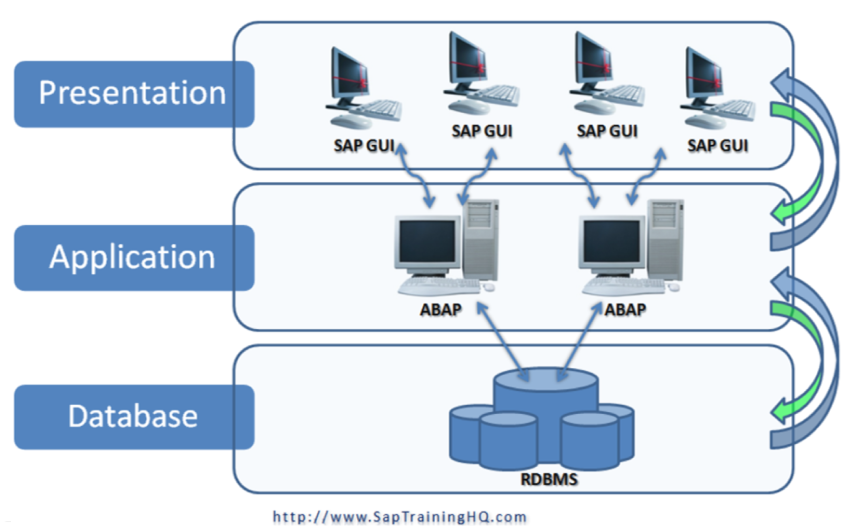 Presentation
SAP GUI
SAP GUI
SAP GUI
SAP GUI
Application
ABAP
ABAP
Database
RDBMS
http://www.SapTrainingHQ.com